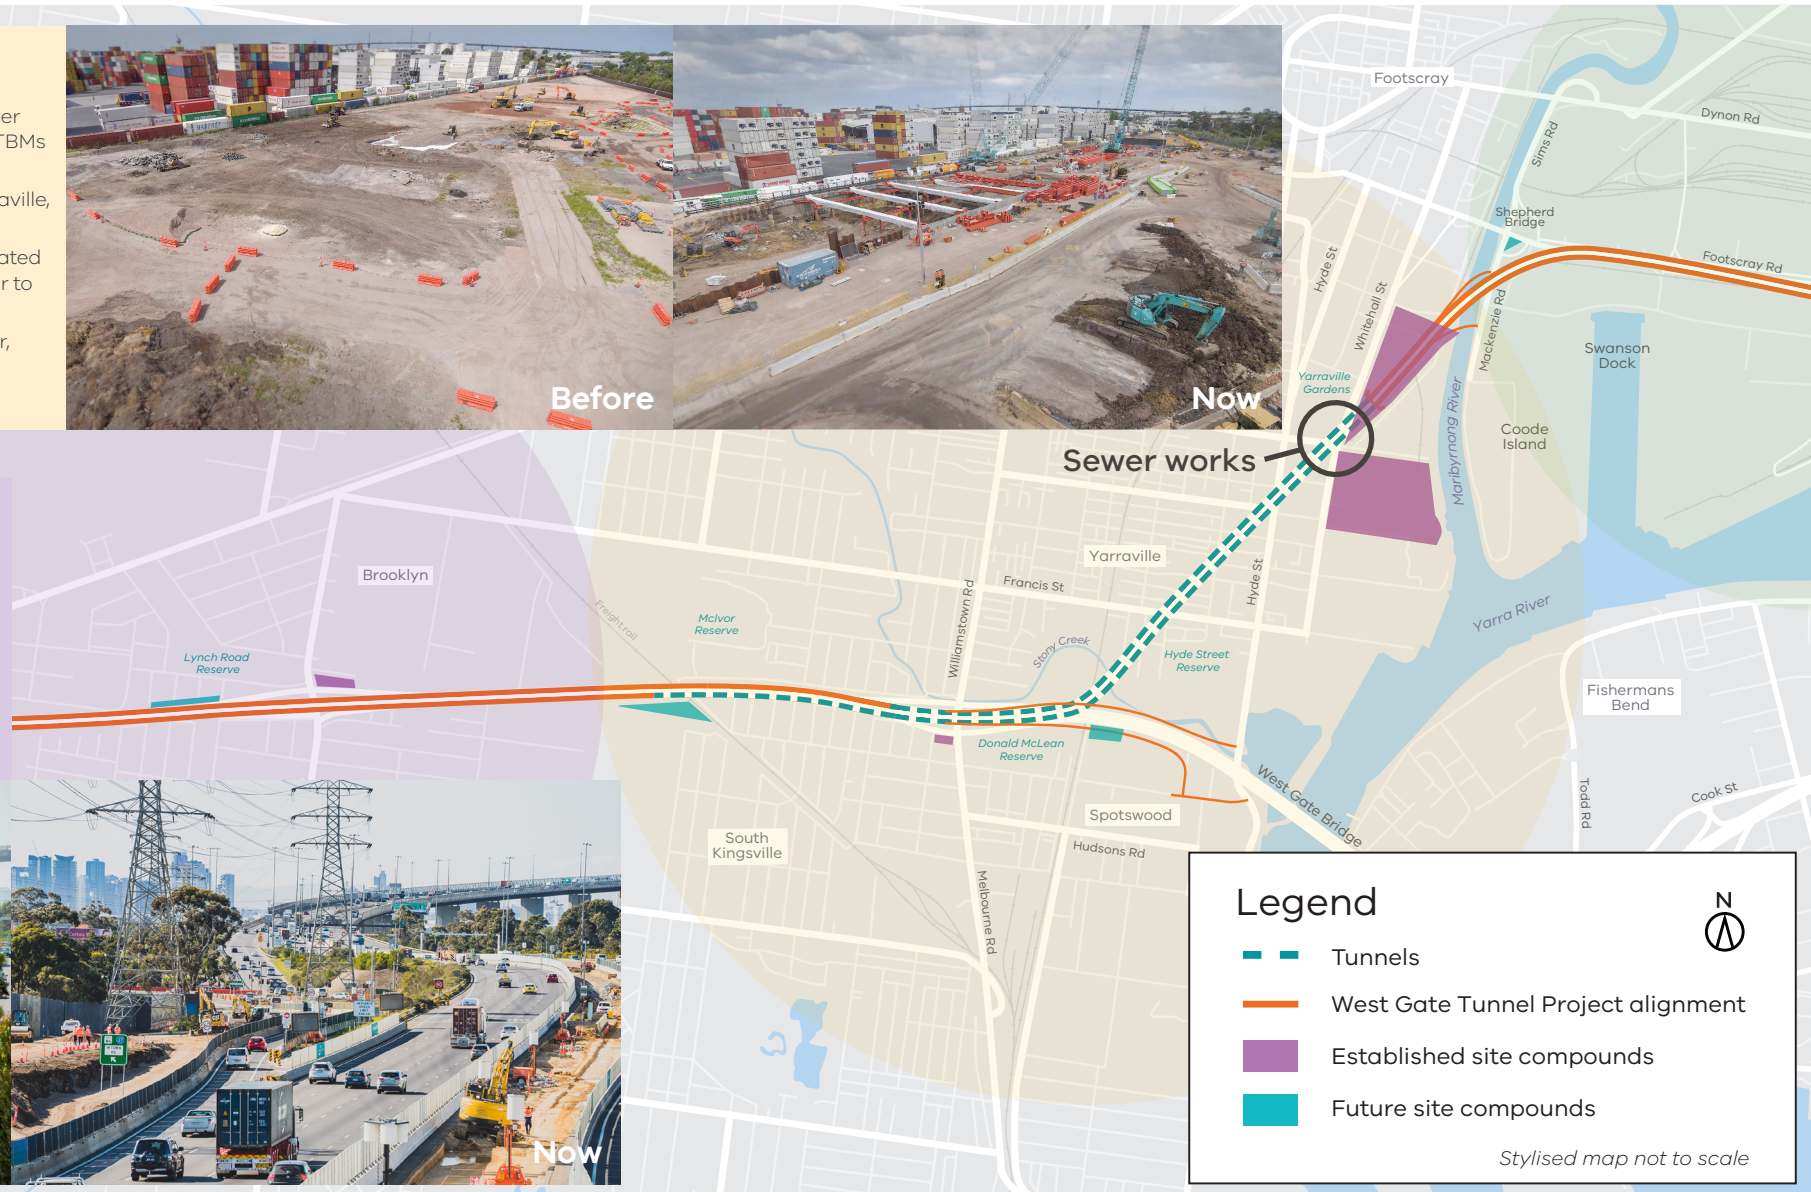 er
TBMs
aville,
ated
r to
r,
Before
Now
Footscray
Dynon Rd
Sims Rd
Shepherd
Bridge
Footscray Rd
Hyde St
Whitehall St
Mackenzie Rd
Swanson
Dock
Yarraville
Gardens
Maribyrnong River
Coode
Island
Sewer works
Brooklyn
Yarraville
Francis St
Hyde St
Freight rail
McIvor
Reserve
Williamstown Rd
Stony Creek
Hyde Street
Reserve
Yarra River
Lynch Road
Reserve
Fishermans
Bend
Donald McLean
Reserve
West Gate Bridge
Spotswood
Todd Rd
Cook St
South
Kingsville
Hudsons Rd
Melbourne Rd
Now
Legend
N
Tunnels
West Gate Tunnel Project alignment
Established site compounds
Future site compounds
Stylised map not to scale